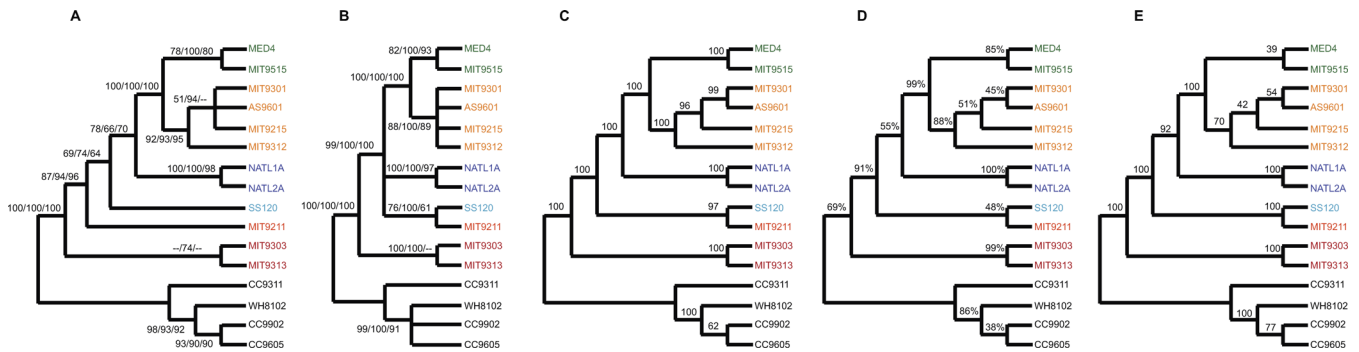 A
78/100/80
MED4
MIT9515
100/100/100
51/94/--
MIT9301
AS9601
MIT9215
92/93/95
MIT9312
78/66/70
69/74/64
100/100/98
NATL1A
NATL2A
87/94/96
SS120
100/100/100
MIT9211
--/74/--
MIT9303
MIT9313
CC9311
WH8102
98/93/92
CC9902
93/90/90
CC9605
B
82/100/93
MED4
MIT9515
100/100/100
MIT9301
AS9601
88/100/89
MIT9215
MIT9312
99/100/100
100/100/97
NATL1A
NATL2A
76/100/61
SS120
MIT9211
100/100/100
100/100/--
MIT9303
MIT9313
CC9311
WH8102
99/100/91
CC9902
CC9605
C
100
MED4
MIT9515
100
99
MIT9301
AS9601
96
MIT9215
100
MIT9312
100
100
NATL1A
NATL2A
100
97
SS120
MIT9211
100
100
MIT9303
MIT9313
CC9311
WH8102
100
62
CC9902
CC9605
D
85%
MED4
MIT9515
99%
45%
MIT9301
AS9601
51%
MIT9215
88%
MIT9312
55%
100%
NATL1A
NATL2A
91%
48%
SS120
MIT9211
69%
99%
MIT9303
MIT9313
CC9311
WH8102
86%
38%
CC9902
CC9605
E
39
MED4
MIT9515
100
54
MIT9301
AS9601
42
MIT9215
70
MIT9312
92
100
NATL1A
NATL2A
100
100
SS120
MIT9211
100
100
MIT9303
MIT9313
CC9311
WH8102
100
77
CC9902
CC9605